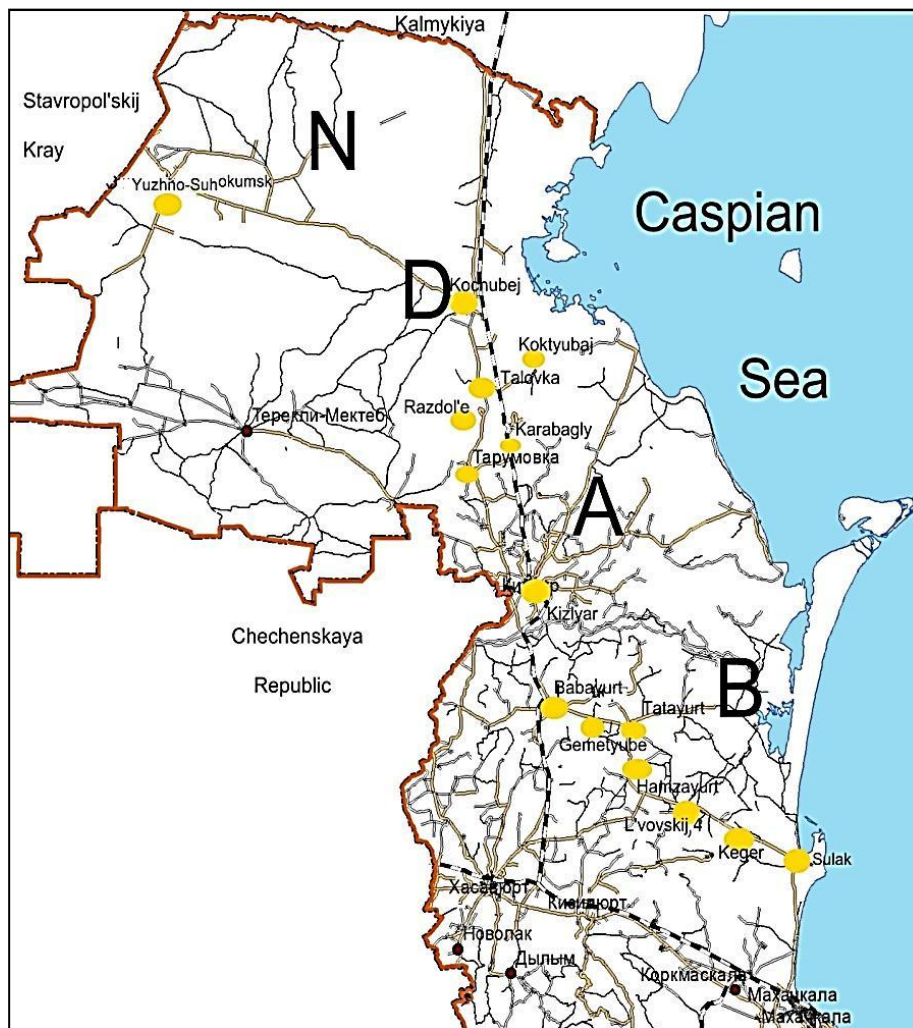 Kalmykiya
Stavropol'skij
Kray
N
Yuzhno-Suhokumsk
Caspian
Sea
D
Kochubej
Koktyubaj
Talovka
Razdol'e
Терекли-Мектеб
Karabagly
Тарумовка
A
Kizlyar
Chechenskaya
Republic
B
Babayurt
Tatayurt
Gemetyube
Hamzayurt
L'vovskij 4
Keger
Sulak
Хасавюрт
Кизилюрт
Новолак
Дылым
Коркмаскала
Махачкала
Махачкала